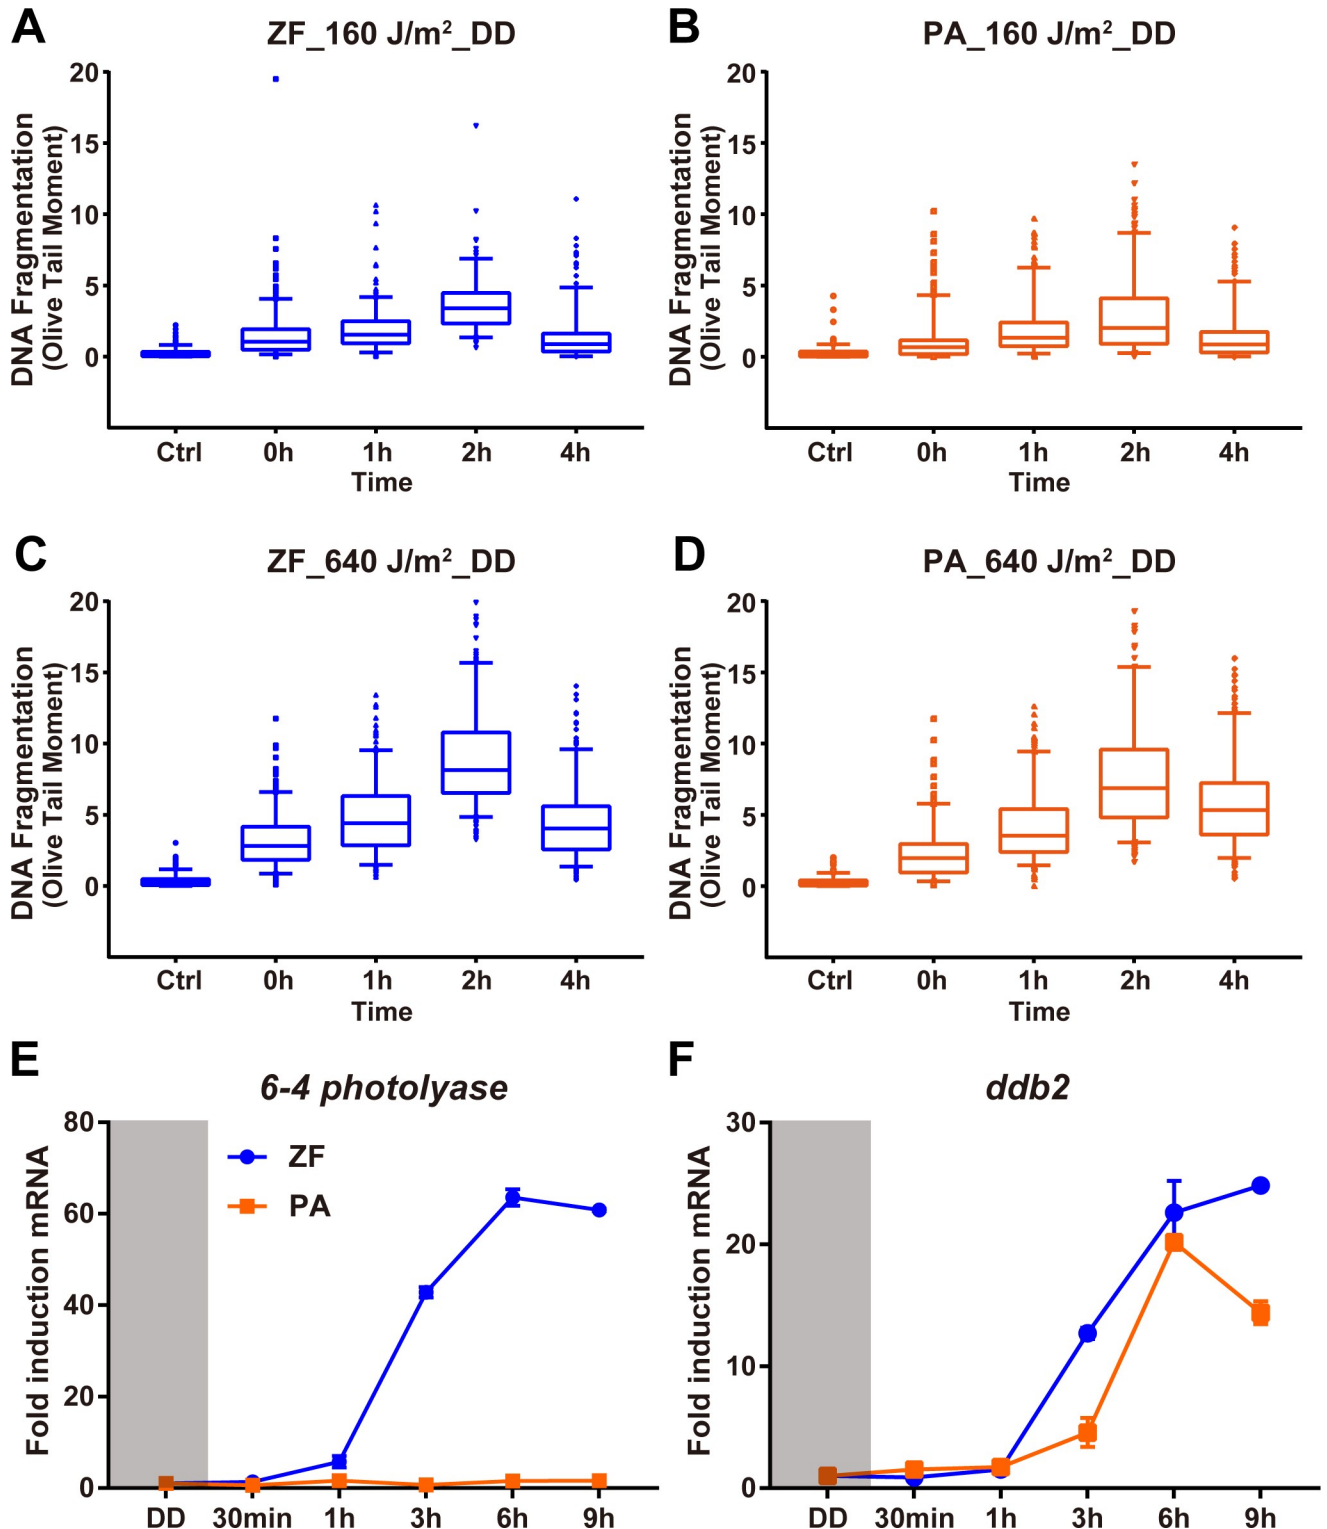 A
ZF_160 J/m²_DD
DNA Fragmentation
(Olive Tail Moment)
20
15
10
5
0
Ctrl 0h 1h 2h 4h
Time
B
PA_160 J/m²_DD
DNA Fragmentation
(Olive Tail Moment)
20
15
10
5
0
Ctrl 0h 1h 2h 4h
Time
C
ZF_640 J/m²_DD
DNA Fragmentation
(Olive Tail Moment)
20
15
10
5
0
Ctrl 0h 1h 2h 4h
Time
D
PA_640 J/m²_DD
DNA Fragmentation
(Olive Tail Moment)
20
15
10
5
0
Ctrl 0h 1h 2h 4h
Time
E
6-4 photolyase
Fold induction mRNA
80
60
40
20
0
ZF
PA
DD 30min 1h 3h 6h 9h
F
ddb2
Fold induction mRNA
30
20
10
0
DD 30min 1h 3h 6h 9h